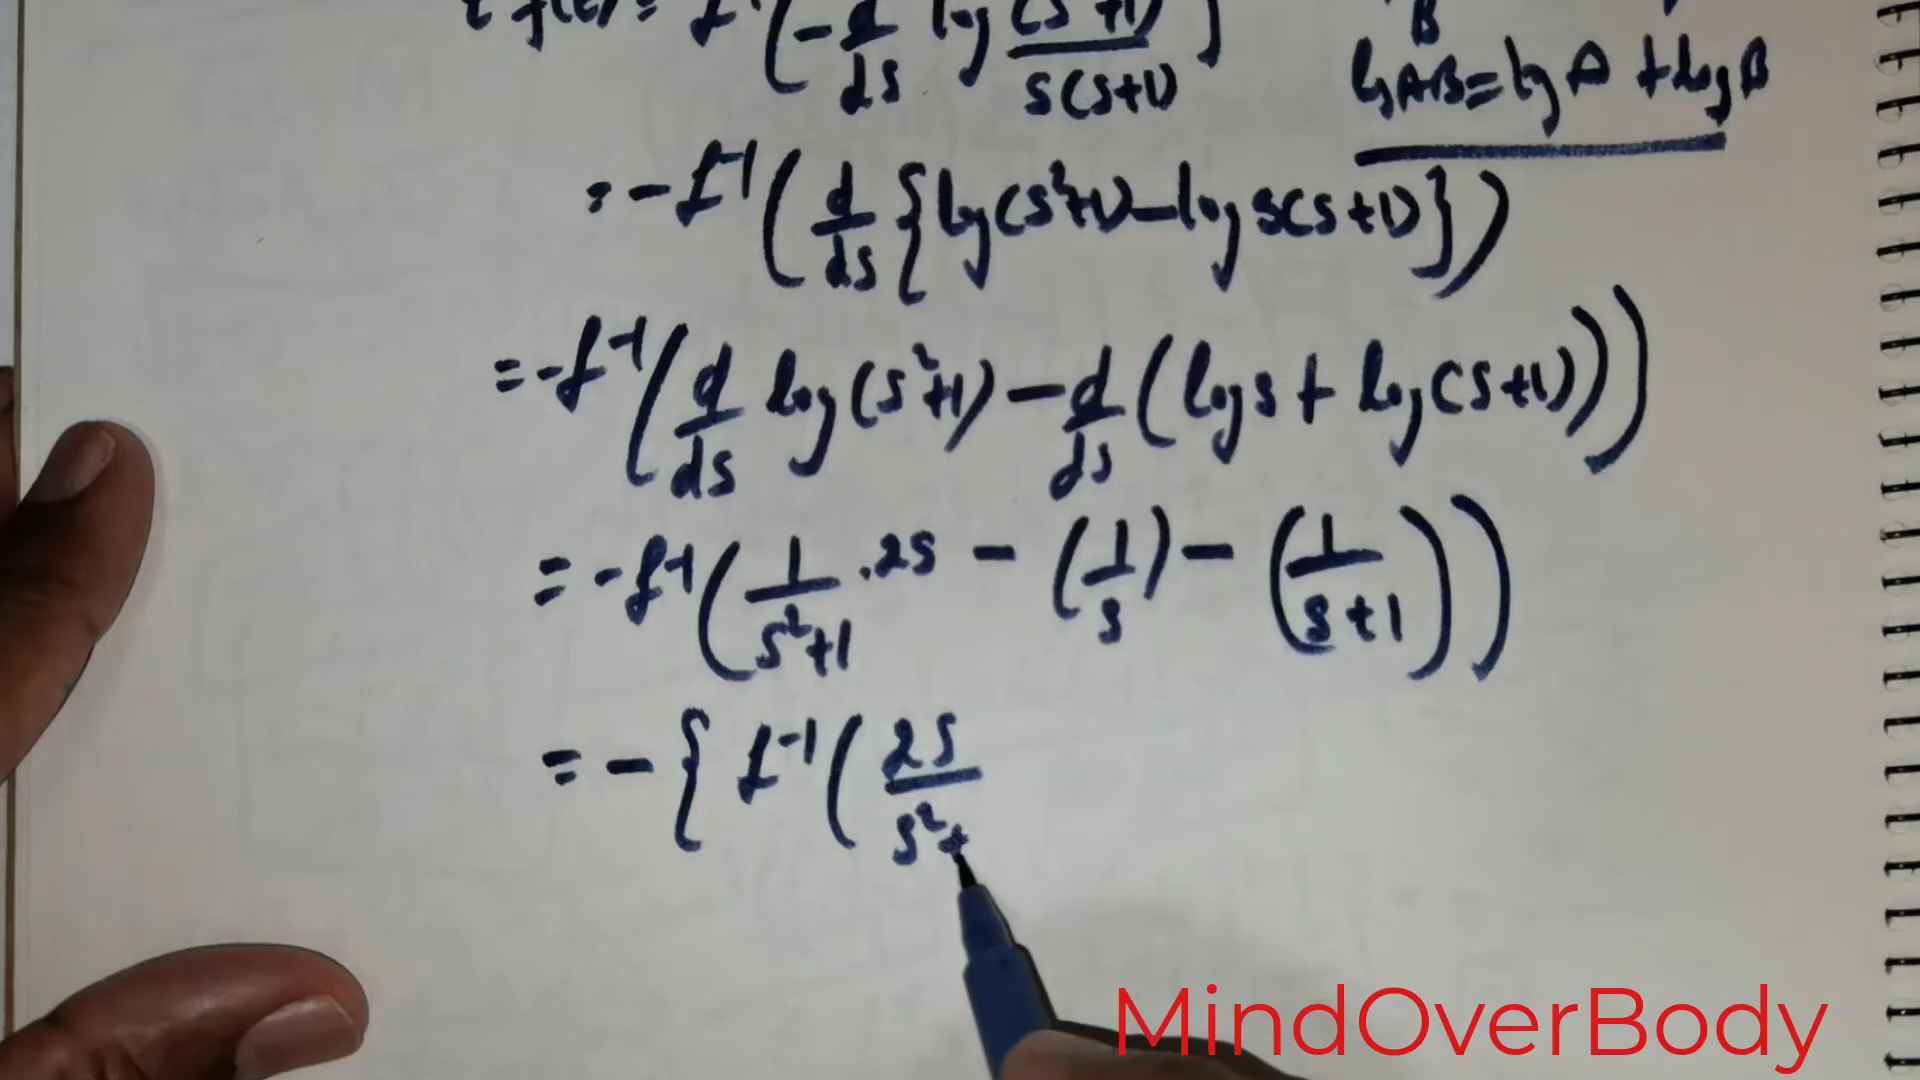 t f(t) = £⁻¹(-d/ds log (s²+1)/s(s+1)]
B
log AB = log A + log B
= -£⁻¹(d/ds {log(s²+1) - log s(s+1)})
= -£⁻¹(d/ds log(s²+1) - d/ds (log s + log(s+1)))
= -£⁻¹(1/s²+1 . 2s - (1/s) - (1/s+1))
= -{ £⁻¹( 2s/s²+
MindOverBody